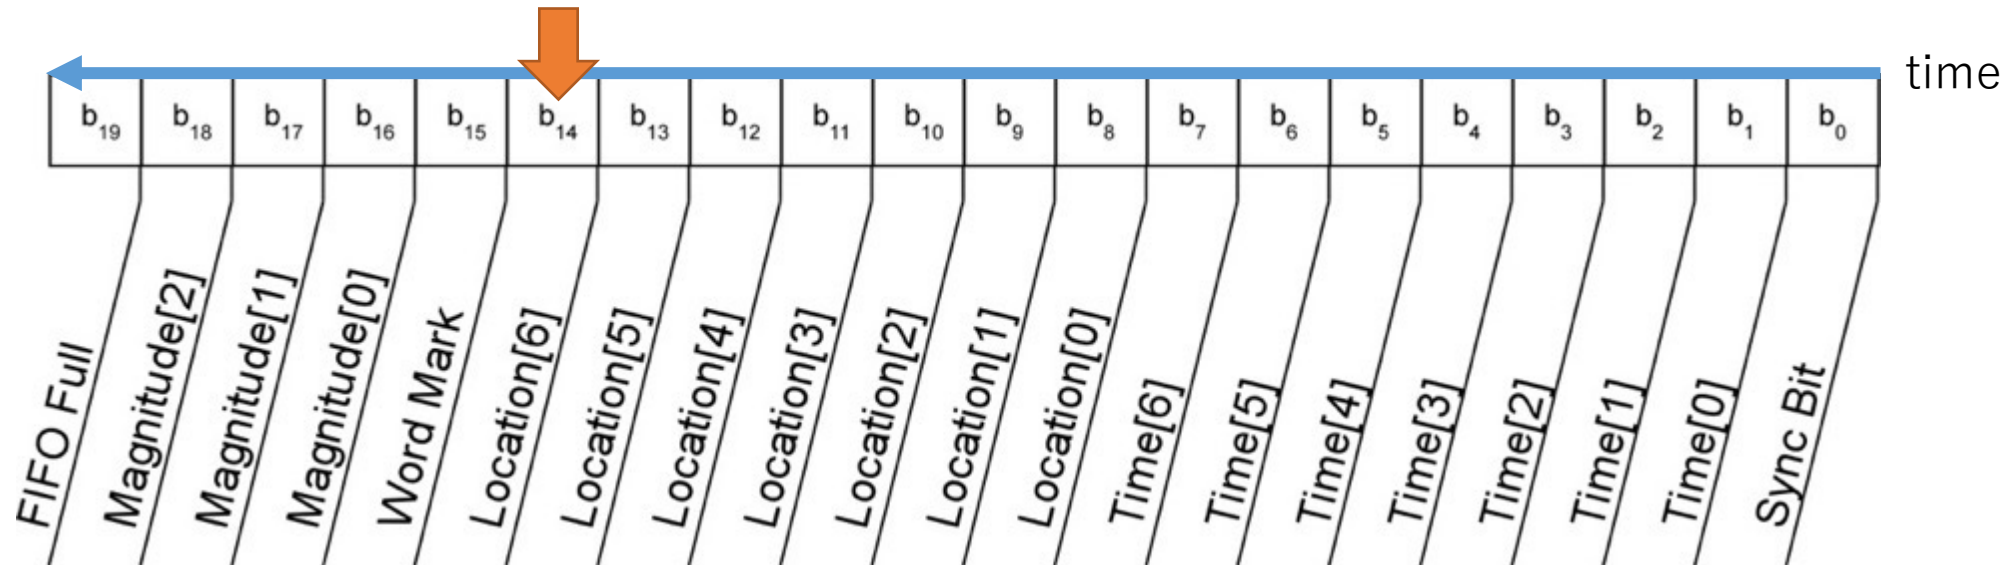 time
b19 b18 b17 b16 b15 b14 b13 b12 b11 b10 b9 b8 b7 b6 b5 b4 b3 b2 b1 b0
FIFO Full
Magnitude[2]
Magnitude[1]
Magnitude[0]
Word Mark
Location[6]
Location[5]
Location[4]
Location[3]
Location[2]
Location[1]
Location[0]
Time[6]
Time[5]
Time[4]
Time[3]
Time[2]
Time[1]
Time[0]
Sync Bit